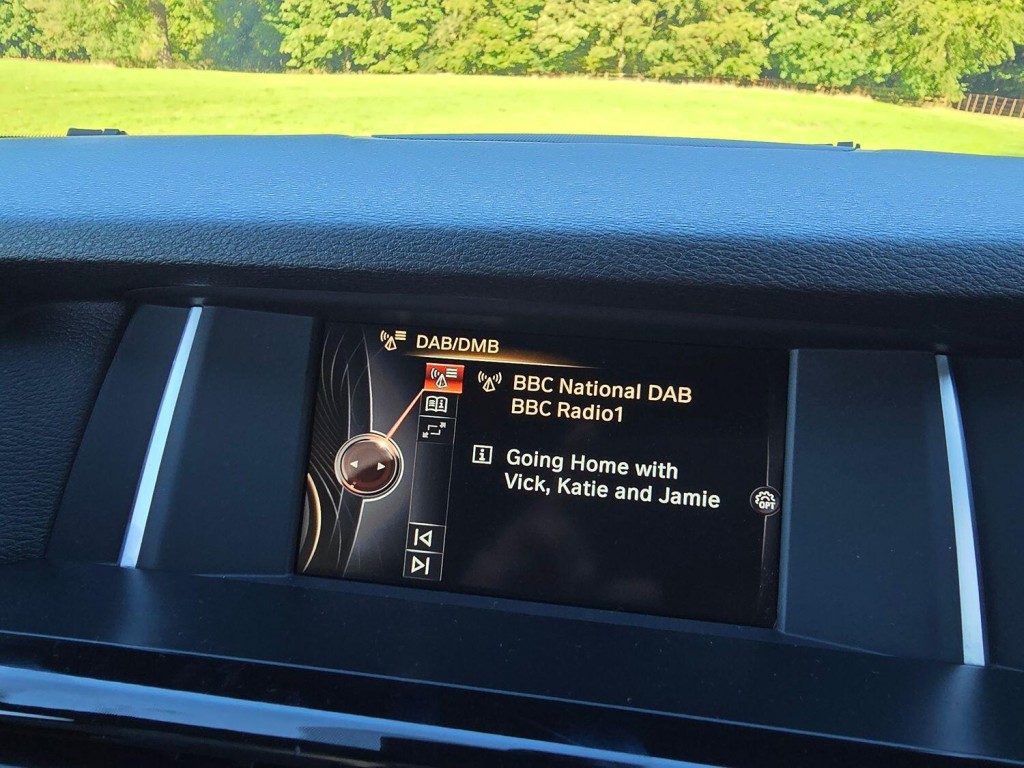 DAB/DMB
BBC National DAB
BBC Radio1
Going Home with
Vick, Katie and Jamie
OPT